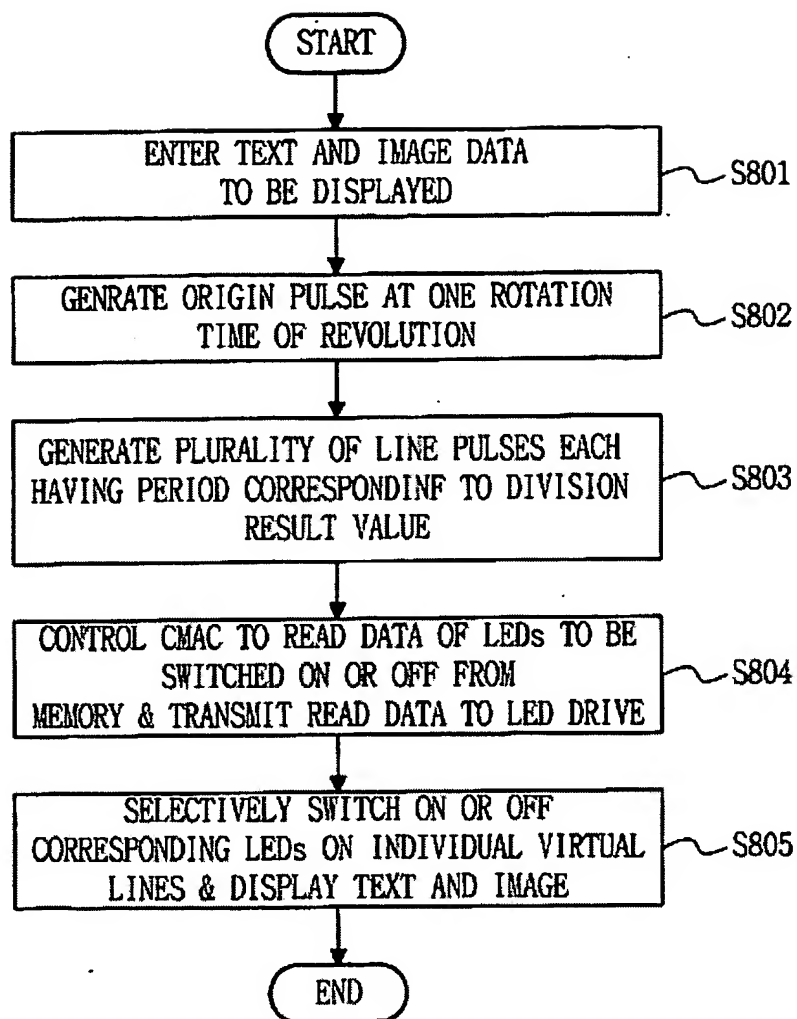 START
ENTER TEXT AND IMAGE DATA
TO BE DISPLAYED
S801
GENRATE ORIGIN PULSE AT ONE ROTATION
TIME OF REVOLUTION
S802
GENERATE PLURALITY OF LINE PULSES EACH
HAVING PERIOD CORRESPONDINF TO DIVISION
RESULT VALUE
S803
CONTROL CMAC TO READ DATA OF LEDs TO BE
SWITCHED ON OR OFF FROM
MEMORY & TRANSMIT READ DATA TO LED DRIVE
S804
SELECTIVELY SWITCH ON OR OFF
CORRESPONDING LEDs ON INDIVIDUAL VIRTUAL
LINES & DISPLAY TEXT AND IMAGE
S805
END